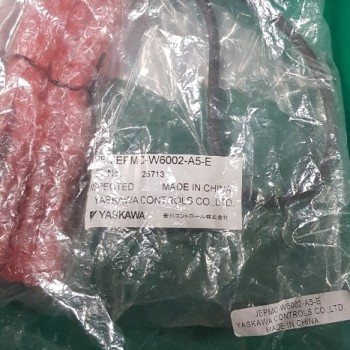 JEPMC-W6002-A5-E
No. 25713
INSPECTED MADE IN CHINA
YASKAWA CONTROLS CO.,LTD.
YASKAWA 安川コントロール株式会社
JEPMC-W6002-A5-E
YASKAWA CONTROLS CO.,LTD.
MADE IN CHINA